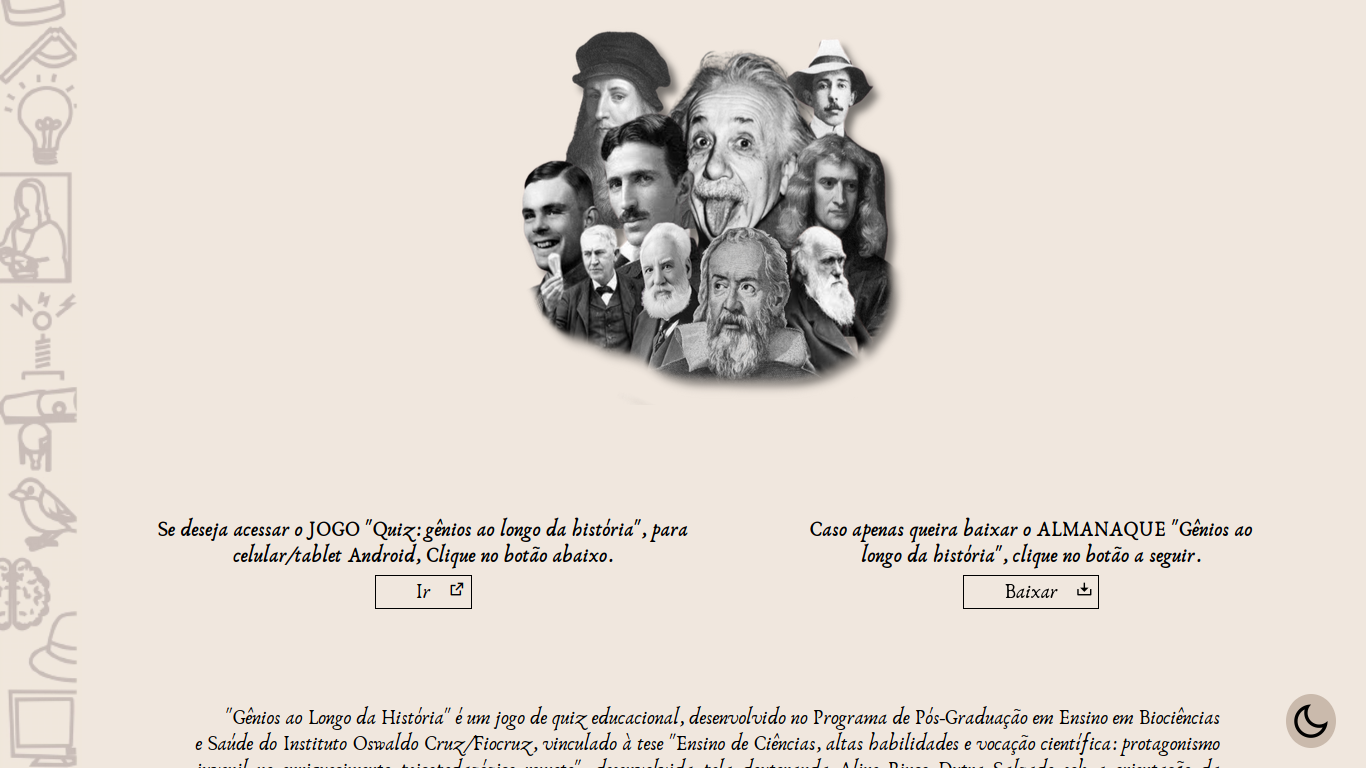 Se deseja acessar o JOGO "Quiz: gênios ao longo da história", para
celular/tablet Android, Clique no botão abaixo.
Ir
Caso apenas queira baixar o ALMANAQUE "Gênios ao
longo da história", clique no botão a seguir.
Baixar
"Gênios ao Longo da História" é um jogo de quiz educacional, desenvolvido no Programa de Pós-Graduação em Ensino em Biociências
e Saúde do Instituto Oswaldo Cruz/Fiocruz, vinculado à tese "Ensino de Ciências, altas habilidades e vocação científica: protagonismo